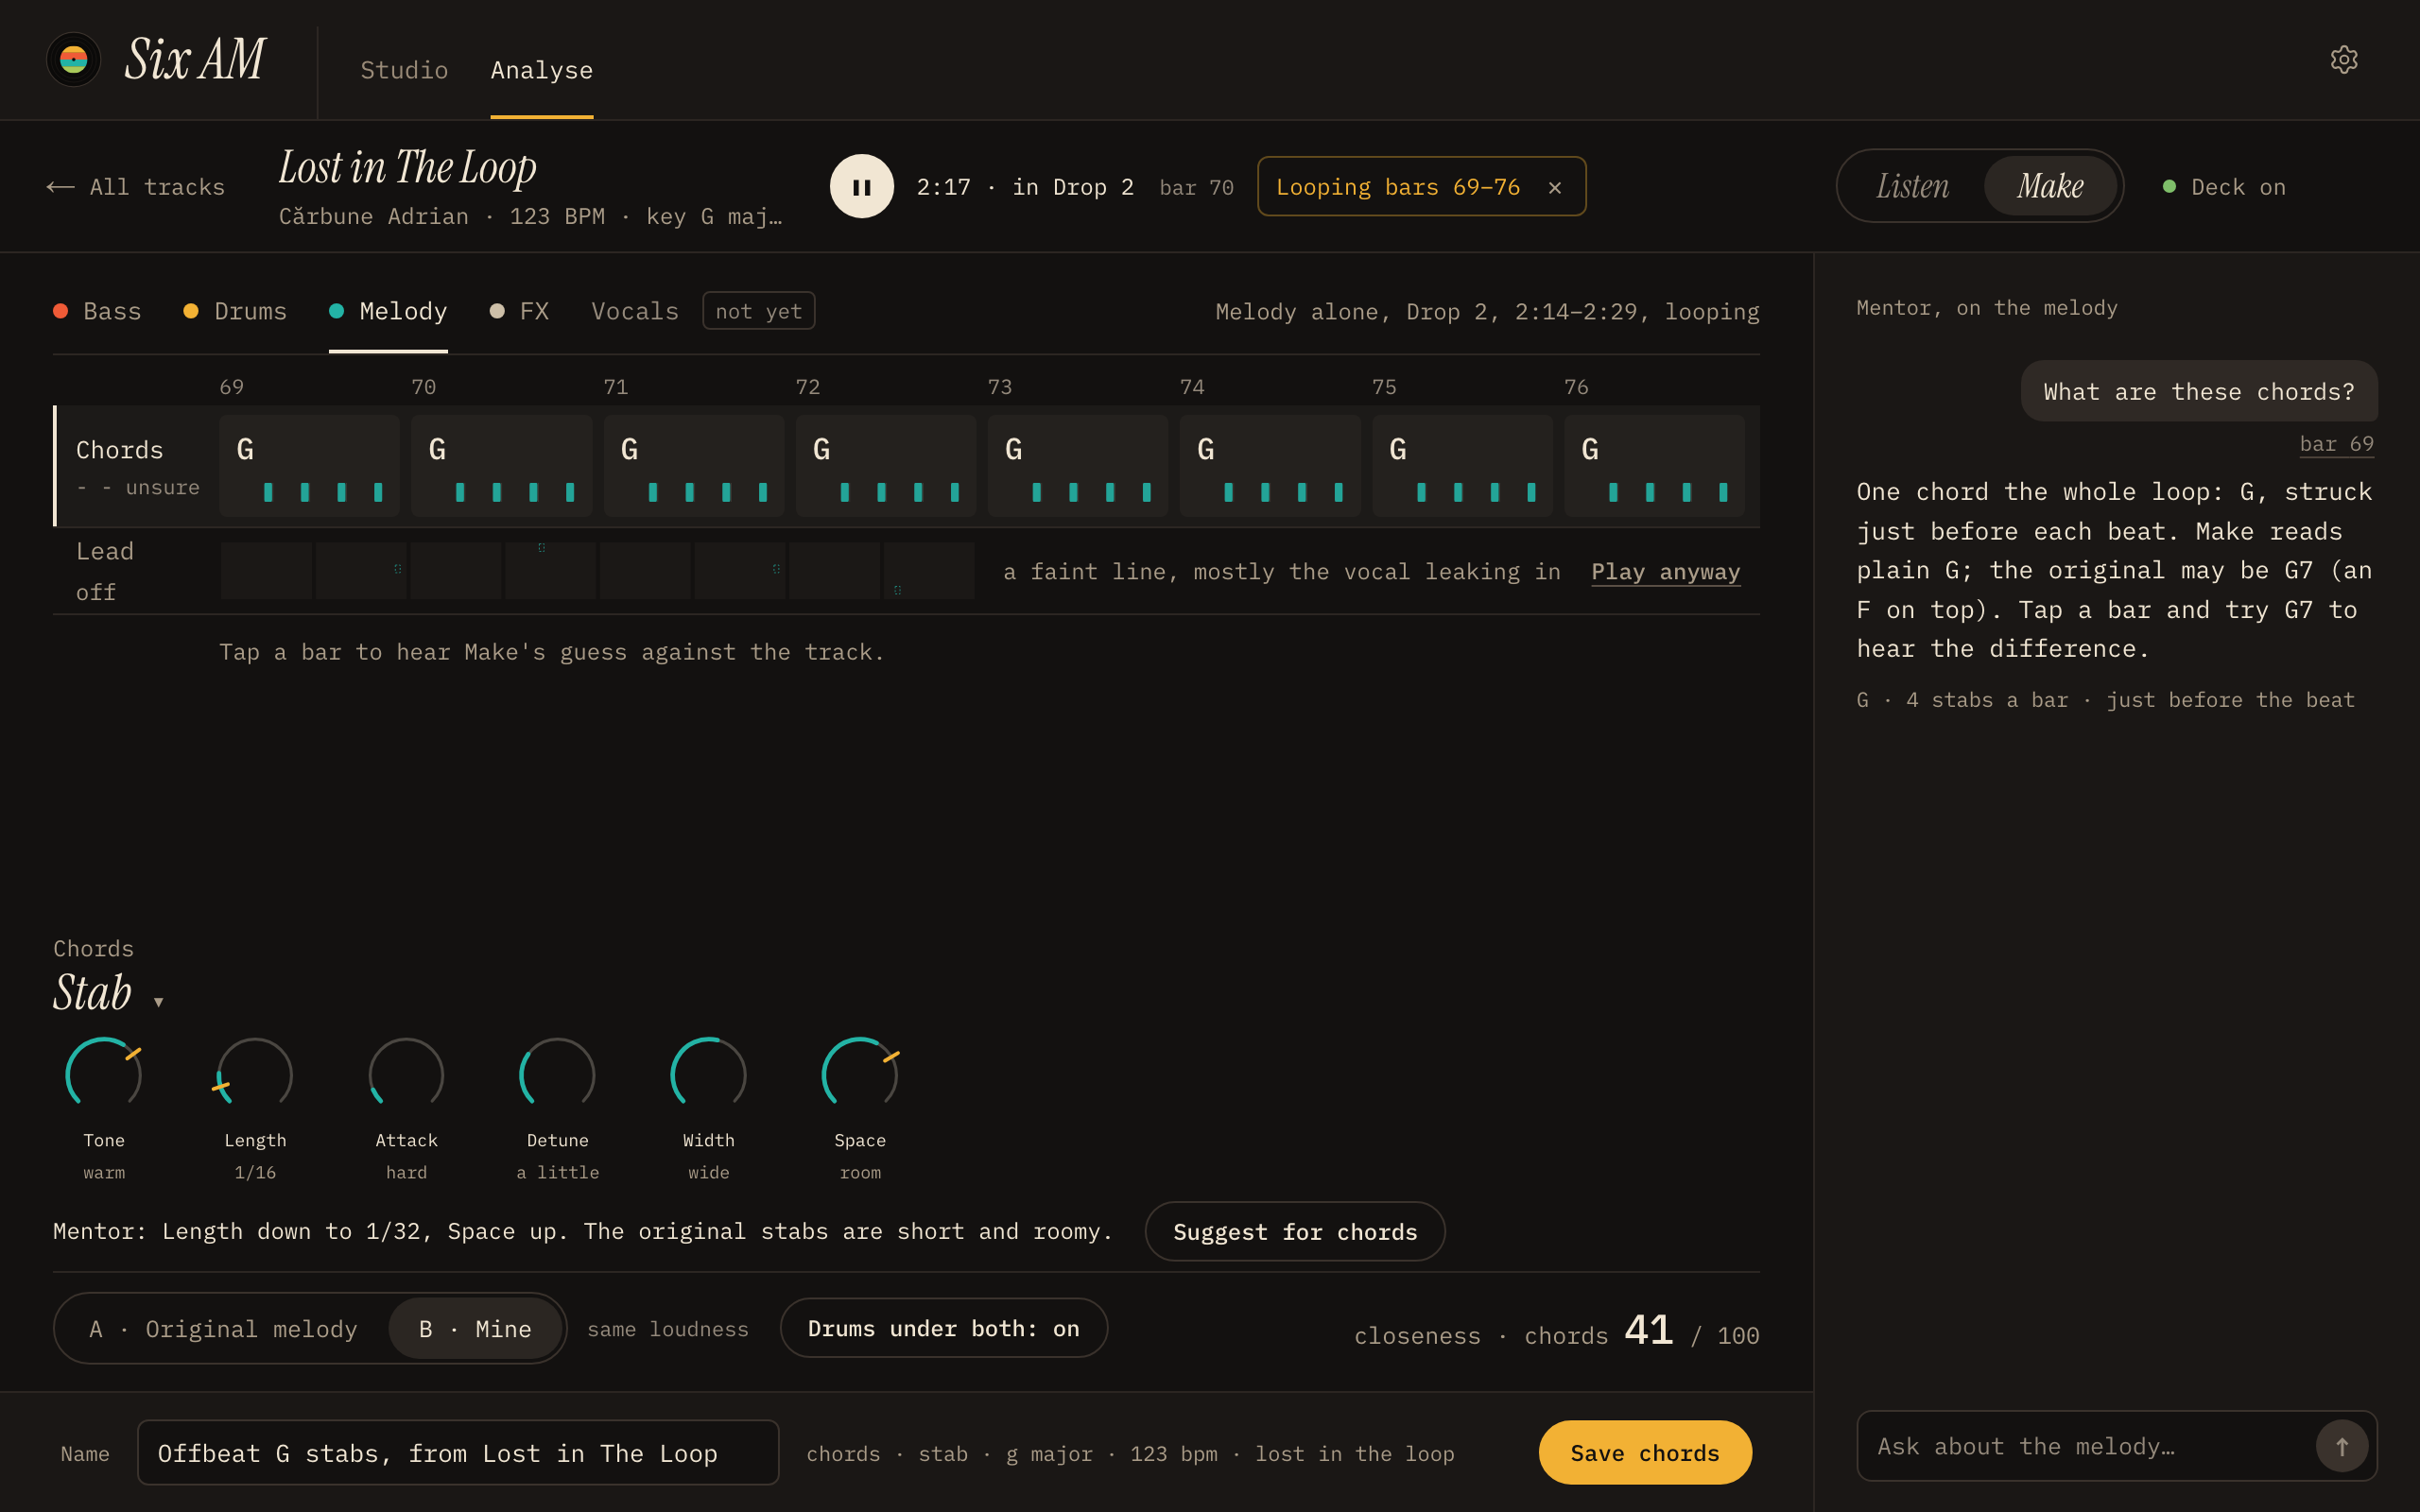 Six AM
Studio
Analyse
← All tracks
Lost in The Loop
Cărbune Adrian · 123 BPM · key G maj…
2:17 · in Drop 2
bar 70
Looping bars 69–76 ×
Listen
Make
Deck on
Bass
Drums
Melody
FX
Vocals
not yet
Melody alone, Drop 2, 2:14–2:29, looping
69 70 71 72 73 74 75 76
Chords
- - unsure
G G G G G G G G
Lead
off
a faint line, mostly the vocal leaking in
Play anyway
Tap a bar to hear Make's guess against the track.
Chords
Stab ▾
Tone Length Attack Detune Width Space
warm 1/16 hard a little wide room
Mentor: Length down to 1/32, Space up. The original stabs are short and roomy.
Suggest for chords
A · Original melody
B · Mine
same loudness
Drums under both: on
closeness · chords 41 / 100
Name
Offbeat G stabs, from Lost in The Loop
chords · stab · g major · 123 bpm · lost in the loop
Save chords
Mentor, on the melody
What are these chords?
bar 69
One chord the whole loop: G, struck
just before each beat. Make reads
plain G; the original may be G7 (an
F on top). Tap a bar and try G7 to
hear the difference.
G · 4 stabs a bar · just before the beat
Ask about the melody…
↑